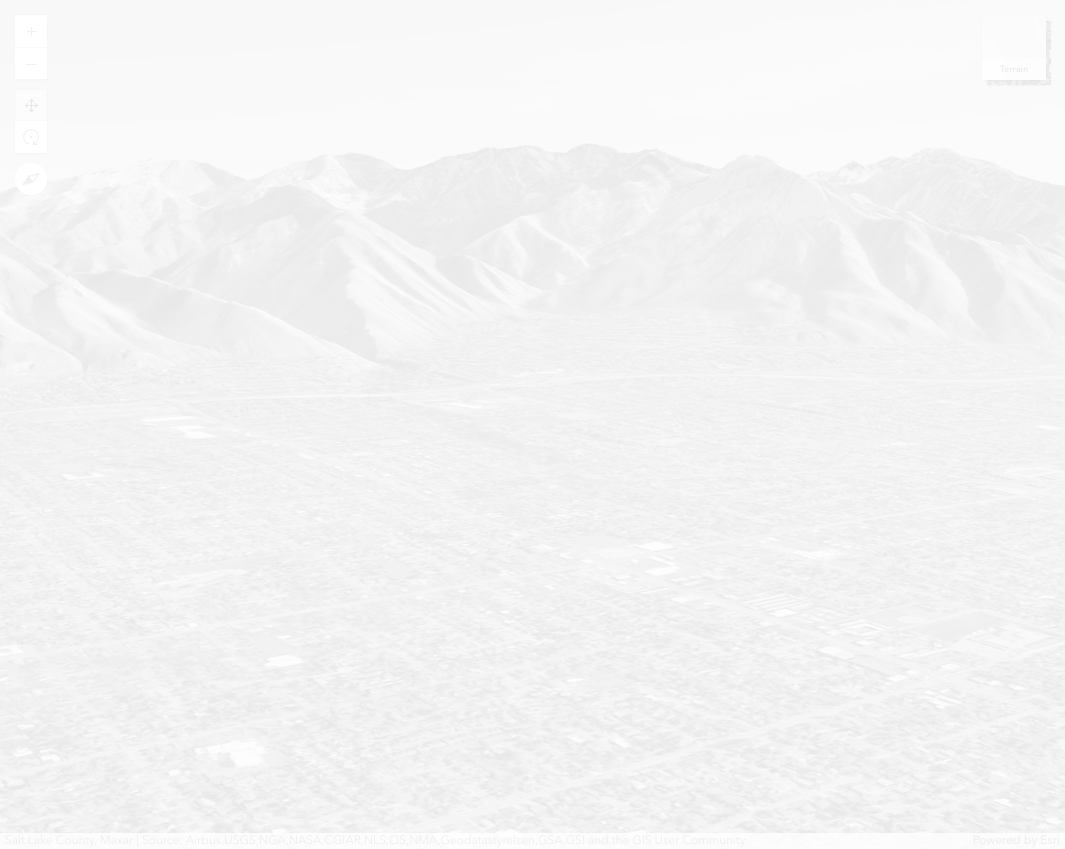 Terrain
Salt Lake County, Maxar | Source: Airbus,USGS,NGA,NASA,CGIAR,NLS,OS,NMA,Geodatastyrelsen,GSA,GSI and the GIS User Community
Powered by Esri